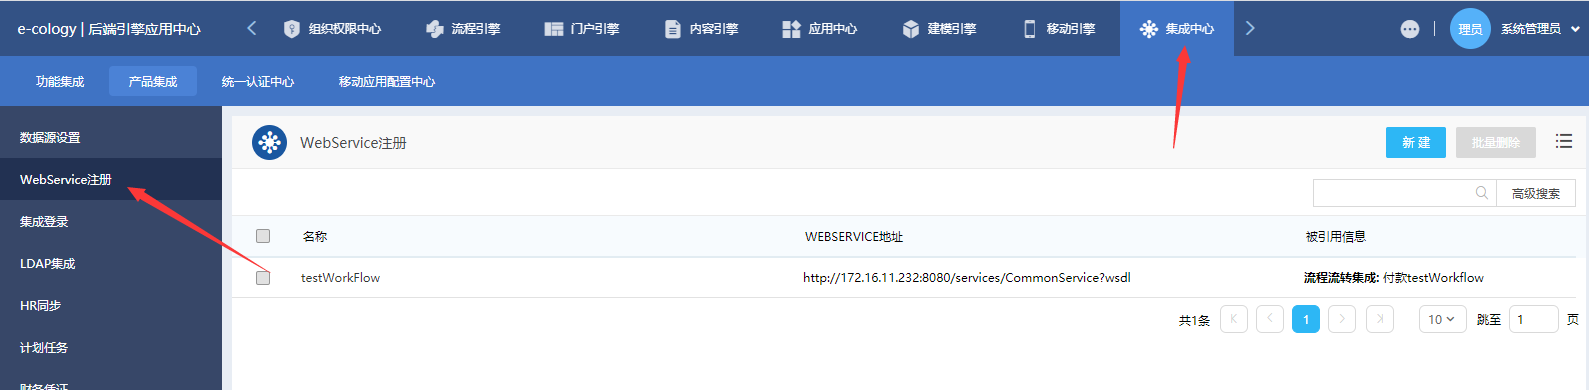 e-cology | 后端引擎应用中心
组织权限中心
流程引擎
门户引擎
内容引擎
应用中心
建模引擎
移动引擎
集成中心
理员
系统管理员
功能集成
产品集成
统一认证中心
移动应用配置中心
数据源设置
WebService注册
集成登录
LDAP集成
HR同步
计划任务
财务凭证
WebService注册
新 建
批量删除
高级搜索
名称
WEBSERVICE地址
被引用信息
testWorkFlow
http://172.16.11.232:8080/services/CommonService?wsdl
流程流转集成: 付款testWorkflow
共1条
1
10
跳至
1
页